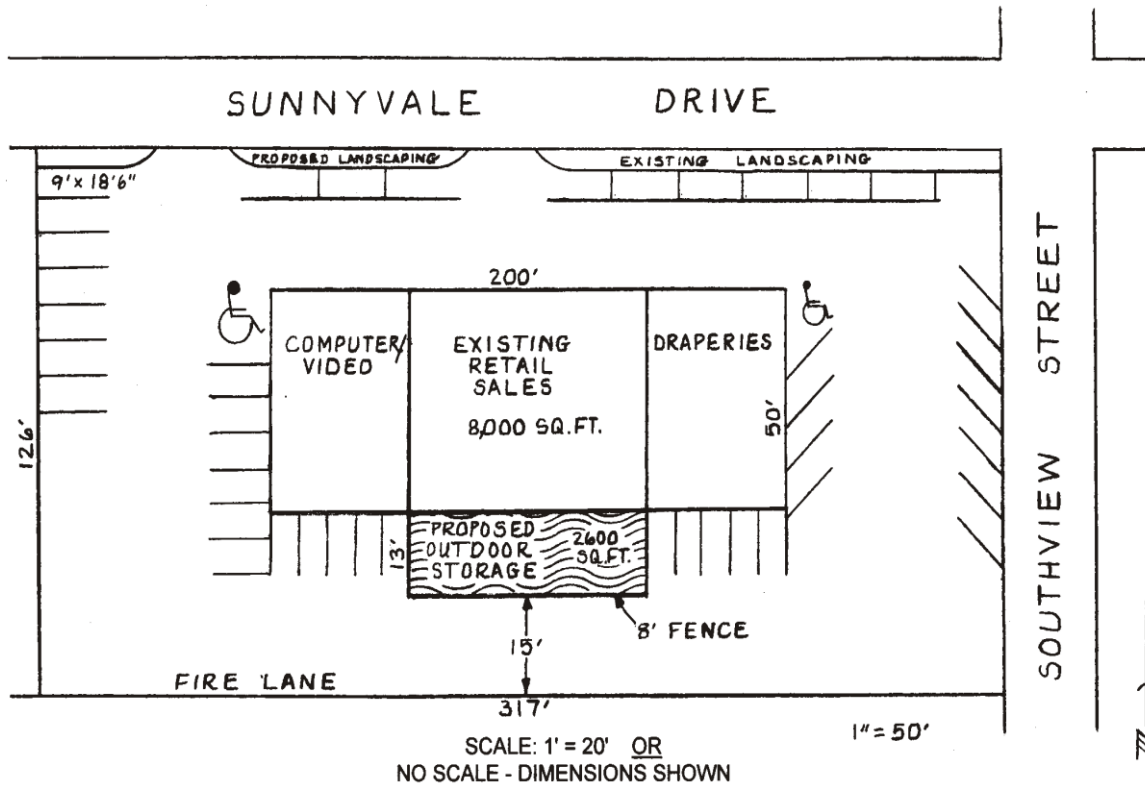 SUNNYVALE DRIVE
PROPOSED LANDSCAPING
EXISTING LANDSCAPING
9' x 18'6"
200'
COMPUTER/
VIDEO
EXISTING
RETAIL
SALES
8,000 SQ.FT.
DRAPERIES
50'
126'
PROPOSED
OUTDOOR
STORAGE
2600
SQ.FT.
13'
8' FENCE
15'
FIRE LANE
317'
1" = 50'
SOUTHVIEW STREET
SCALE: 1' = 20' OR
NO SCALE - DIMENSIONS SHOWN